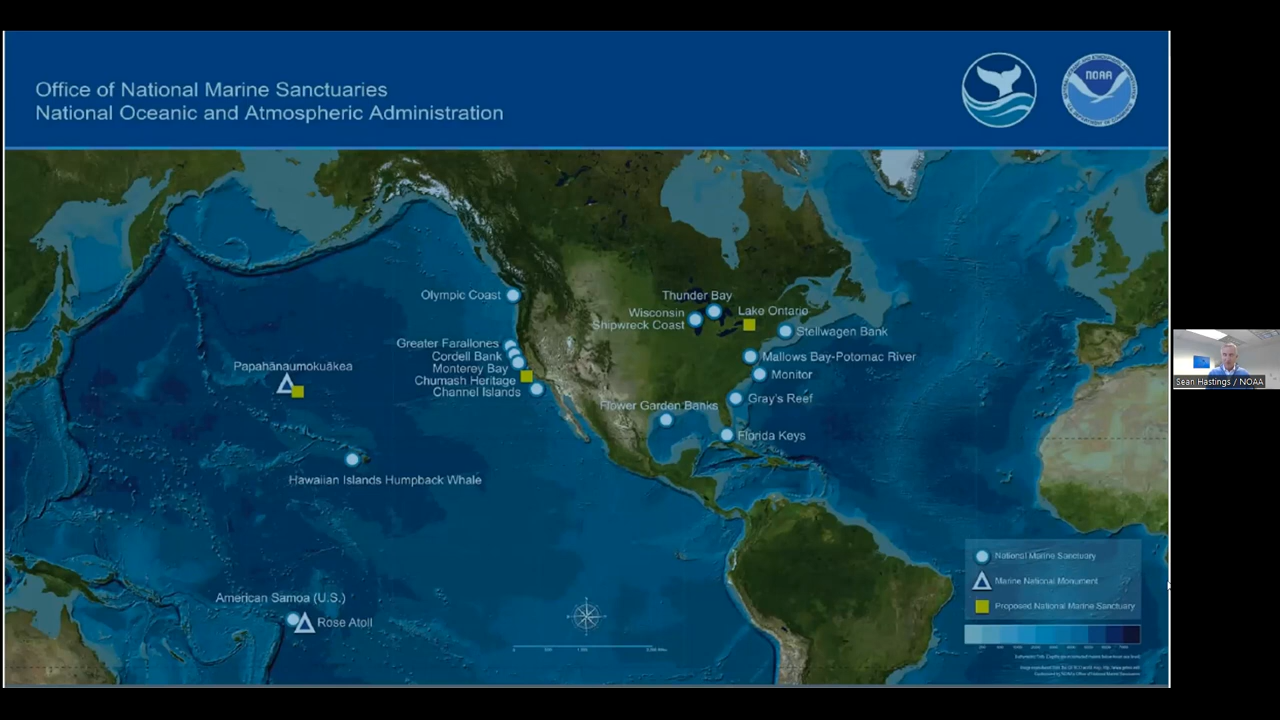 Office of National Marine Sanctuaries
National Oceanic and Atmospheric Administration
NOAA
Olympic Coast
Thunder Bay
Wisconsin
Shipwreck Coast
Lake Ontario
Stellwagen Bank
Greater Farallones
Cordell Bank
Monterey Bay
Chumash Heritage
Channel Islands
Mallows Bay-Potomac River
Monitor
Papahānaumokuākea
Gray's Reef
Flower Garden Banks
Florida Keys
Hawaiian Islands Humpback Whale
American Samoa (U.S.)
Rose Atoll
National Marine Sanctuary
Marine National Monument
Proposed National Marine Sanctuary
Sean Hastings / NOAA